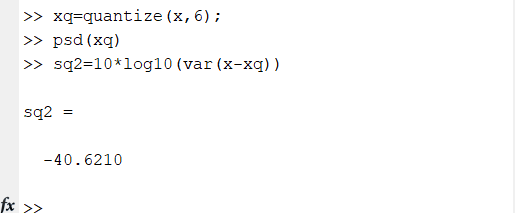 >> xq=quantize(x,6);
>> psd(xq)
>> sq2=10*log10(var(x-xq))
sq2 =
-40.6210
fx >>